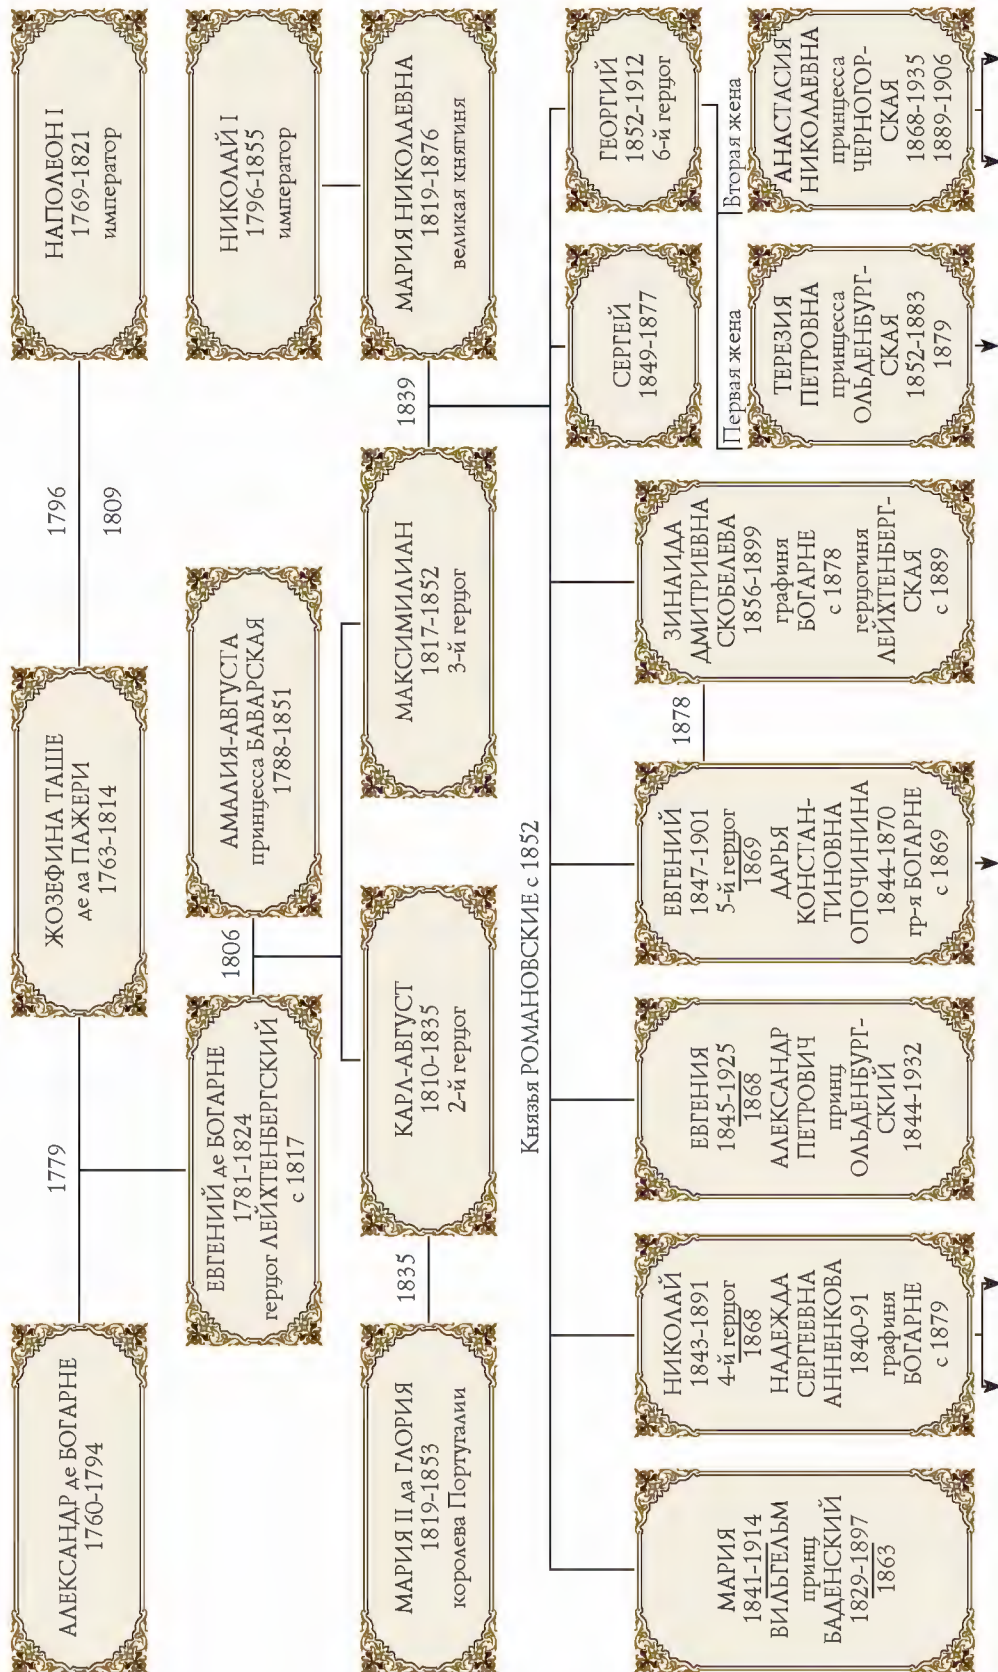 АЛЕКСАНДР де БОГАРНЕ
1760-1794
1779
ЖОЗЕФИНА ТАШЕ
де ла ПАЖЕРИ
1763-1814
1796
1809
НАПОЛЕОН I
1769-1821
император
ЕВГЕНИЙ де БОГАРНЕ
1781-1824
герцог ЛЕЙХТЕНБЕРГСКИЙ
с 1817
1806
АМАЛИЯ-АВГУСТА
принцесса БАВАРСКАЯ
1788-1851
НИКОЛАЙ I
1796-1855
император
МАРИЯ II да ГЛОРИЯ
1819-1853
королева Португалии
1835
КАРЛ-АВГУСТ
1810-1835
2-й герцог
МАКСИМИЛИАН
1817-1852
3-й герцог
1839
МАРИЯ НИКОЛАЕВНА
1819-1876
великая княгиня
Князья РОМАНОВСКИЕ с 1852
МАРИЯ
1841-1914
ВИЛЬГЕЛЬМ
принц
БАДЕНСКИЙ
1829-1897
1863
НИКОЛАЙ
1843-1891
4-й герцог
1868
НАДЕЖДА
СЕРГЕЕВНА
АННЕНКОВА
1840-91
графиня
БОГАРНЕ
с 1879
ЕВГЕНИЯ
1845-1925
1868
АЛЕКСАНДР
ПЕТРОВИЧ
принц
ОЛЬДЕНБУРГ-
СКИЙ
1844-1932
ЕВГЕНИЙ
1847-1901
5-й герцог
1869
ДАРЬЯ
КОНСТАН-
ТИНОВНА
ОПОЧИНИНА
1844-1870
гр-я БОГАРНЕ
с 1869
1878
ЗИНАИДА
ДМИТРИЕВНА
СКОБЕЛЕВА
1856-1899
графиня
БОГАРНЕ
с 1878
герцогиня
ЛЕЙХТЕНБЕРГ-
СКАЯ
с 1889
СЕРГЕЙ
1849-1877
ГЕОРГИЙ
1852-1912
6-й герцог
Первая жена
Вторая жена
ТЕРЕЗИЯ
ПЕТРОВНА
принцесса
ОЛЬДЕНБУРГ-
СКАЯ
1852-1883
1879
АНАСТАСИЯ
НИКОЛАЕВНА
принцесса
ЧЕРНОГОР-
СКАЯ
1868-1935
1889-1906